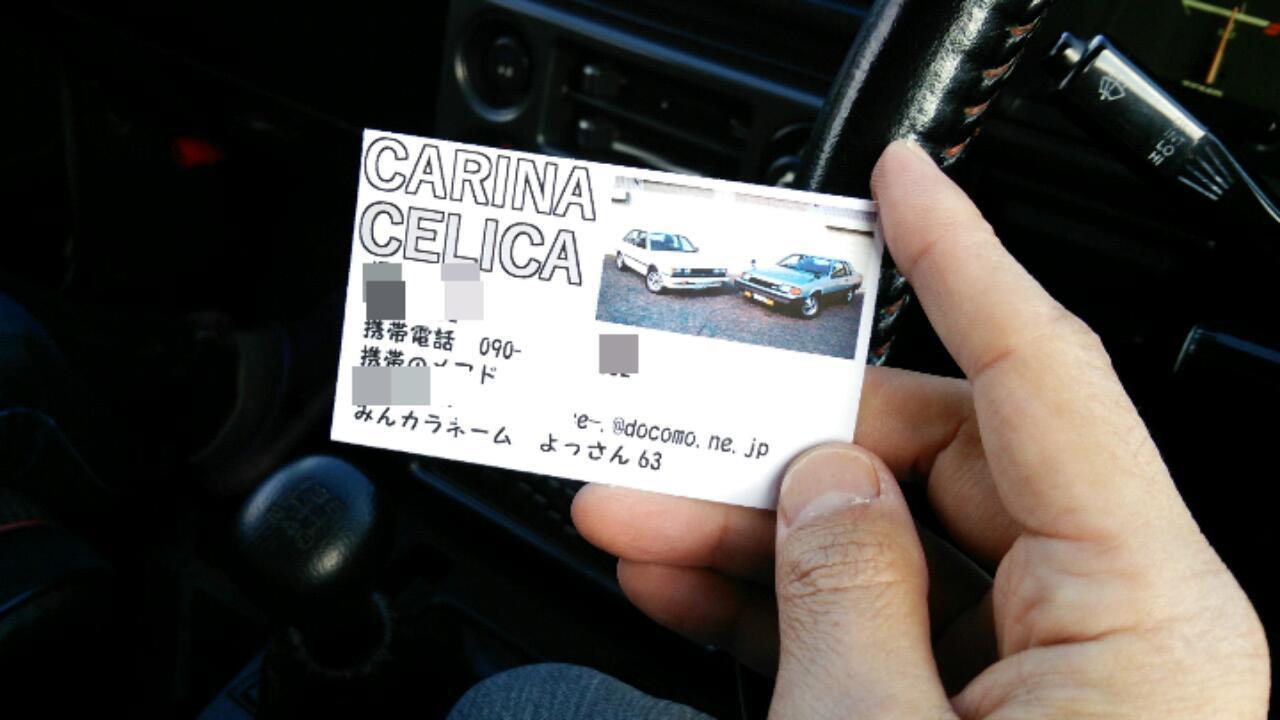 CARINA
CELICA
携帯電話 090-
携帯のメアド
e-.@docomo.ne.jp
みんカラネーム よっさん63